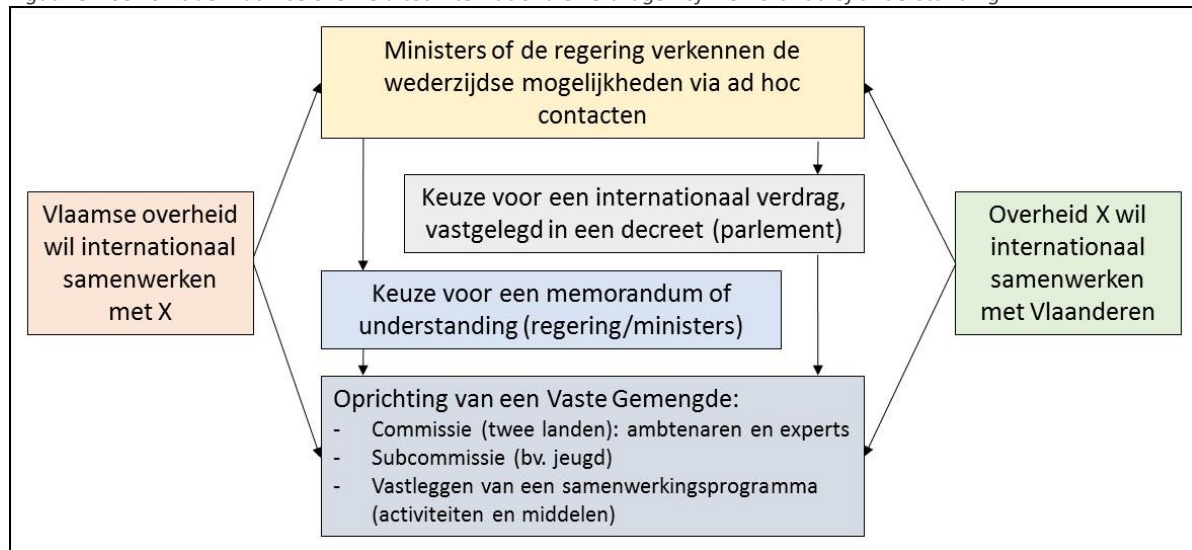 Ministers of de regering verkennen de
wederzijdse mogelijkheden via ad hoc
contacten
Keuze voor een internationaal verdrag,
vastgelegd in een decreet (parlement)
Vlaamse overheid
wil internationaal
samenwerken
met X
Overheid X wil
internationaal
samenwerken
met Vlaanderen
Keuze voor een memorandum of
understanding (regering/ministers)
Oprichting van een Vaste Gemengde:
- Commissie (twee landen): ambtenaren en experts
- Subcommissie (bv. jeugd)
- Vastleggen van een samenwerkingsprogramma
(activiteiten en middelen)